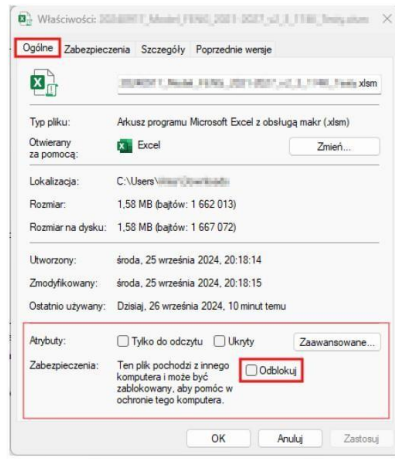 Właściwości:
Ogólne Zabezpieczenia Szczegóły Poprzednie wersje
.xlsm
Typ pliku: Arkusz programu Microsoft Excel z obsługą makr (.xlsm)
Otwierany za pomocą: Excel Zmień...
Lokalizacja: C:\Users\
Rozmiar: 1,58 MB (bajtów: 1 662 013)
Rozmiar na dysku: 1,58 MB (bajtów: 1 667 072)
Utworzony: środa, 25 września 2024, 20:18:14
Zmodyfikowany: środa, 25 września 2024, 20:18:15
Ostatnio używany: Dzisiaj, 26 września 2024, 10 minut temu
Atrybuty: Tylko do odczytu Ukryty Zaawansowane...
Zabezpieczenia: Ten plik pochodzi z innego
komputera i może być
zablokowany, aby pomóc w
ochronie tego komputera.
Odblokuj
OK Anuluj Zastosuj